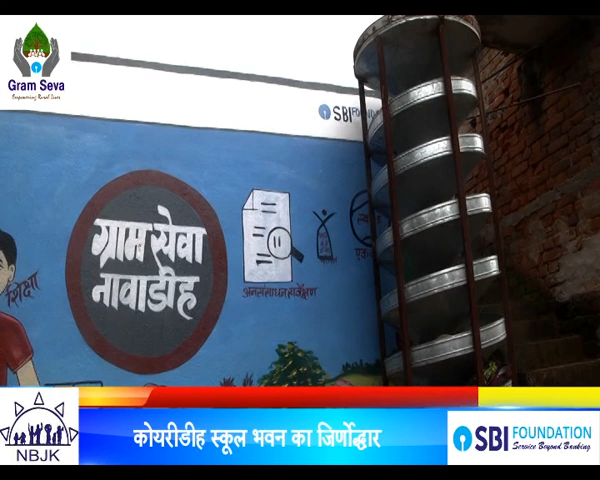 Gram Seva
Empowering Rural Lives
SBI
ग्राम सेवा
नावाडीह
शिक्षा
कोयरीडीह स्कूल भवन का जिर्णोद्धार
NBJK
SBI FOUNDATION
Service Beyond Banking